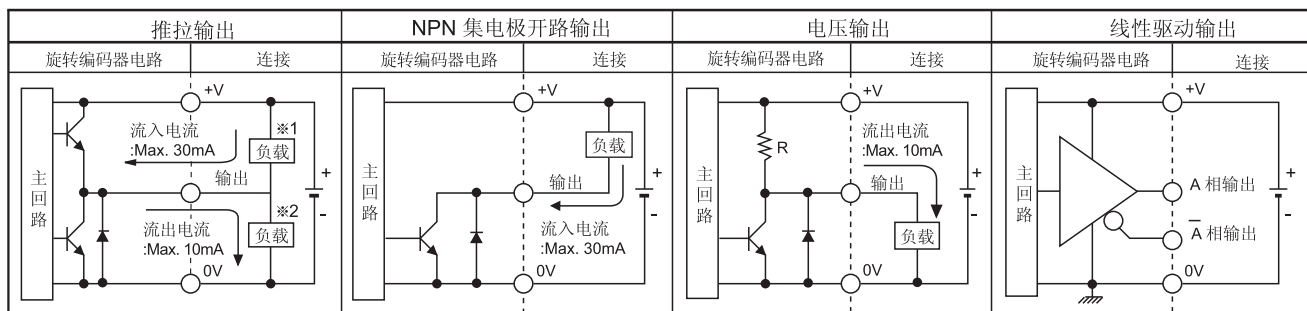 推拉输出
旋转编码器电路 连接
+V
※1
流入电流
:Max. 30mA
负载
主回路
输出
+
-
※2
流出电流
:Max. 10mA
负载
0V
NPN 集电极开路输出
旋转编码器电路 连接
+V
负载
主回路
输出
+
-
流入电流
:Max. 30mA
0V
电压输出
旋转编码器电路 连接
+V
流出电流
:Max. 10mA
R
主回路
输出
+
-
负载
0V
线性驱动输出
旋转编码器电路 连接
+V
主回路
+
-
A 相输出
A̅ 相输出
0V